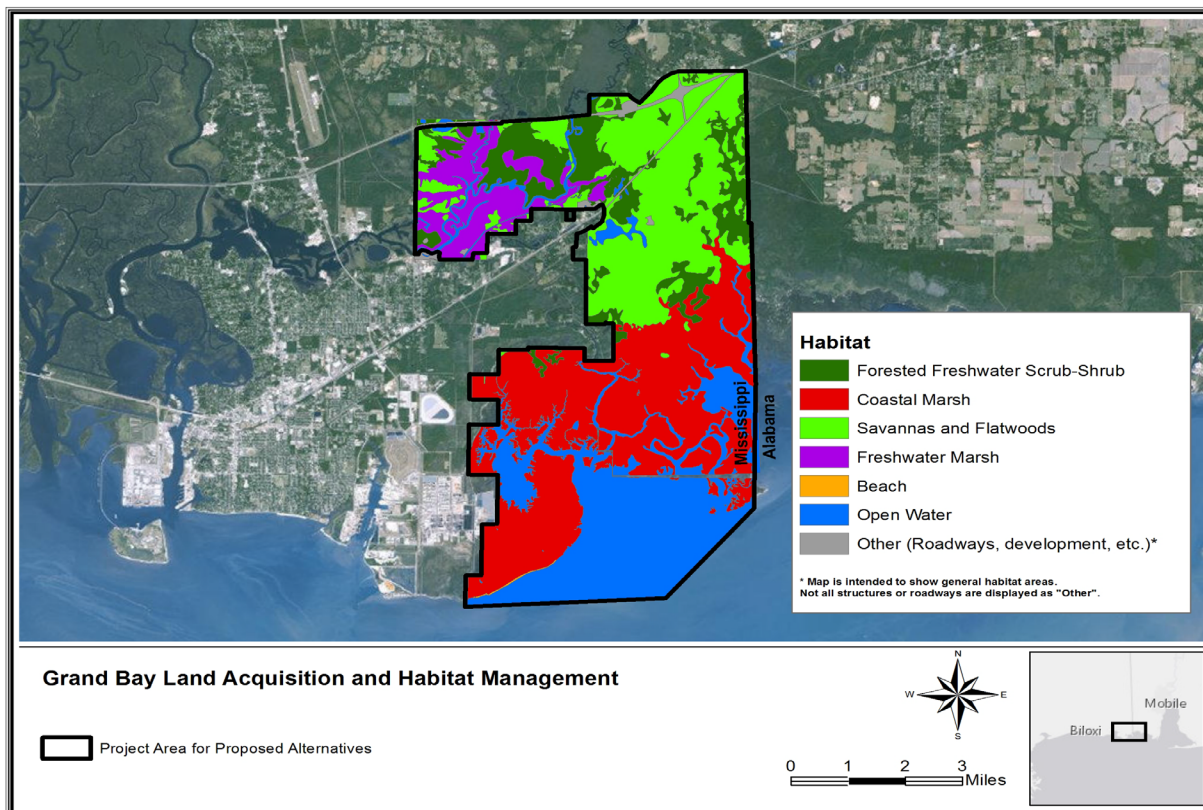 Mississippi
Alabama
Habitat
Forested Freshwater Scrub-Shrub
Coastal Marsh
Savannas and Flatwoods
Freshwater Marsh
Beach
Open Water
Other (Roadways, development, etc.)*
* Map is intended to show general habitat areas.
Not all structures or roadways are displayed as "Other".
Grand Bay Land Acquisition and Habitat Management
Project Area for Proposed Alternatives
N
W E
S
0 1 2 3
Miles
Mobile
Biloxi